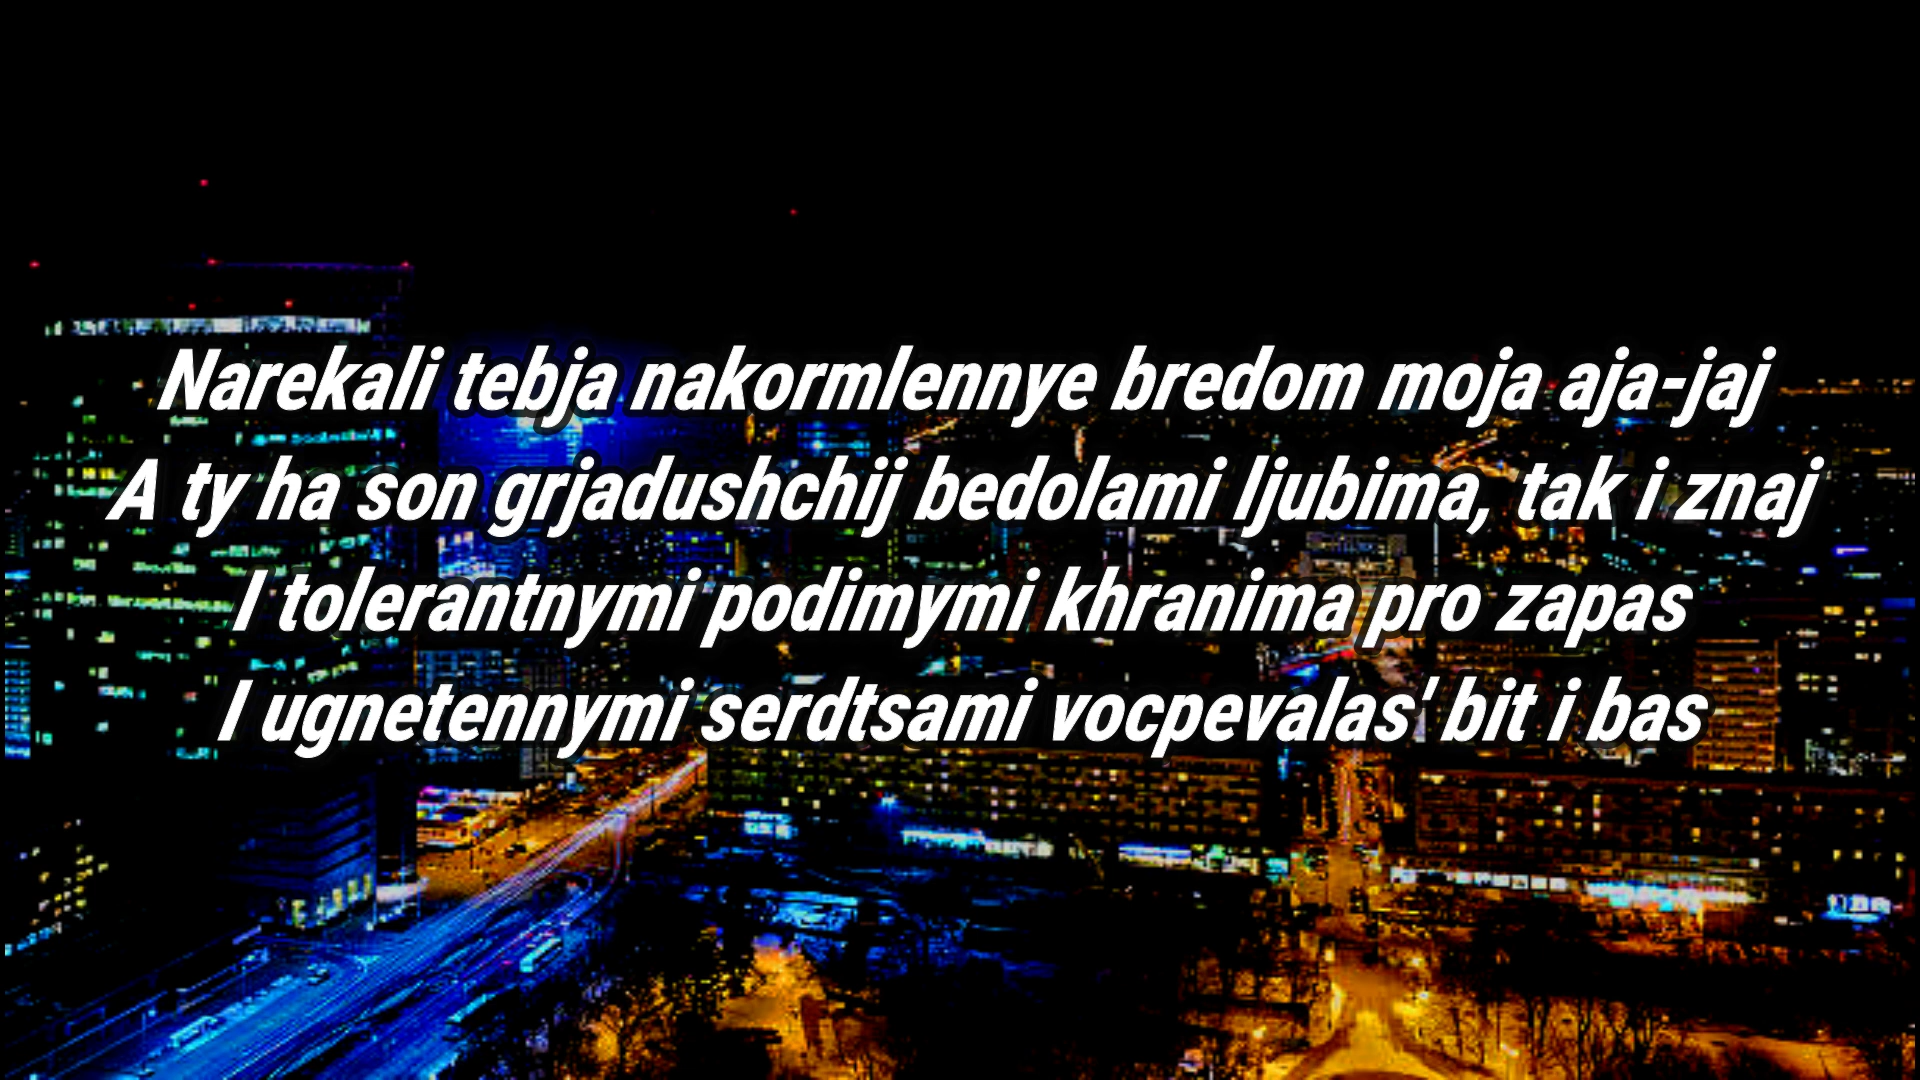 Narekali tebja nakormlennye bredom moja aja-jaj
A ty ha son grjadushchij bedolami ljubima, tak i znaj
I tolerantnymi podimymi khranima pro zapas
I ugnetennymi serdtsami vocpevalas' bit i bas